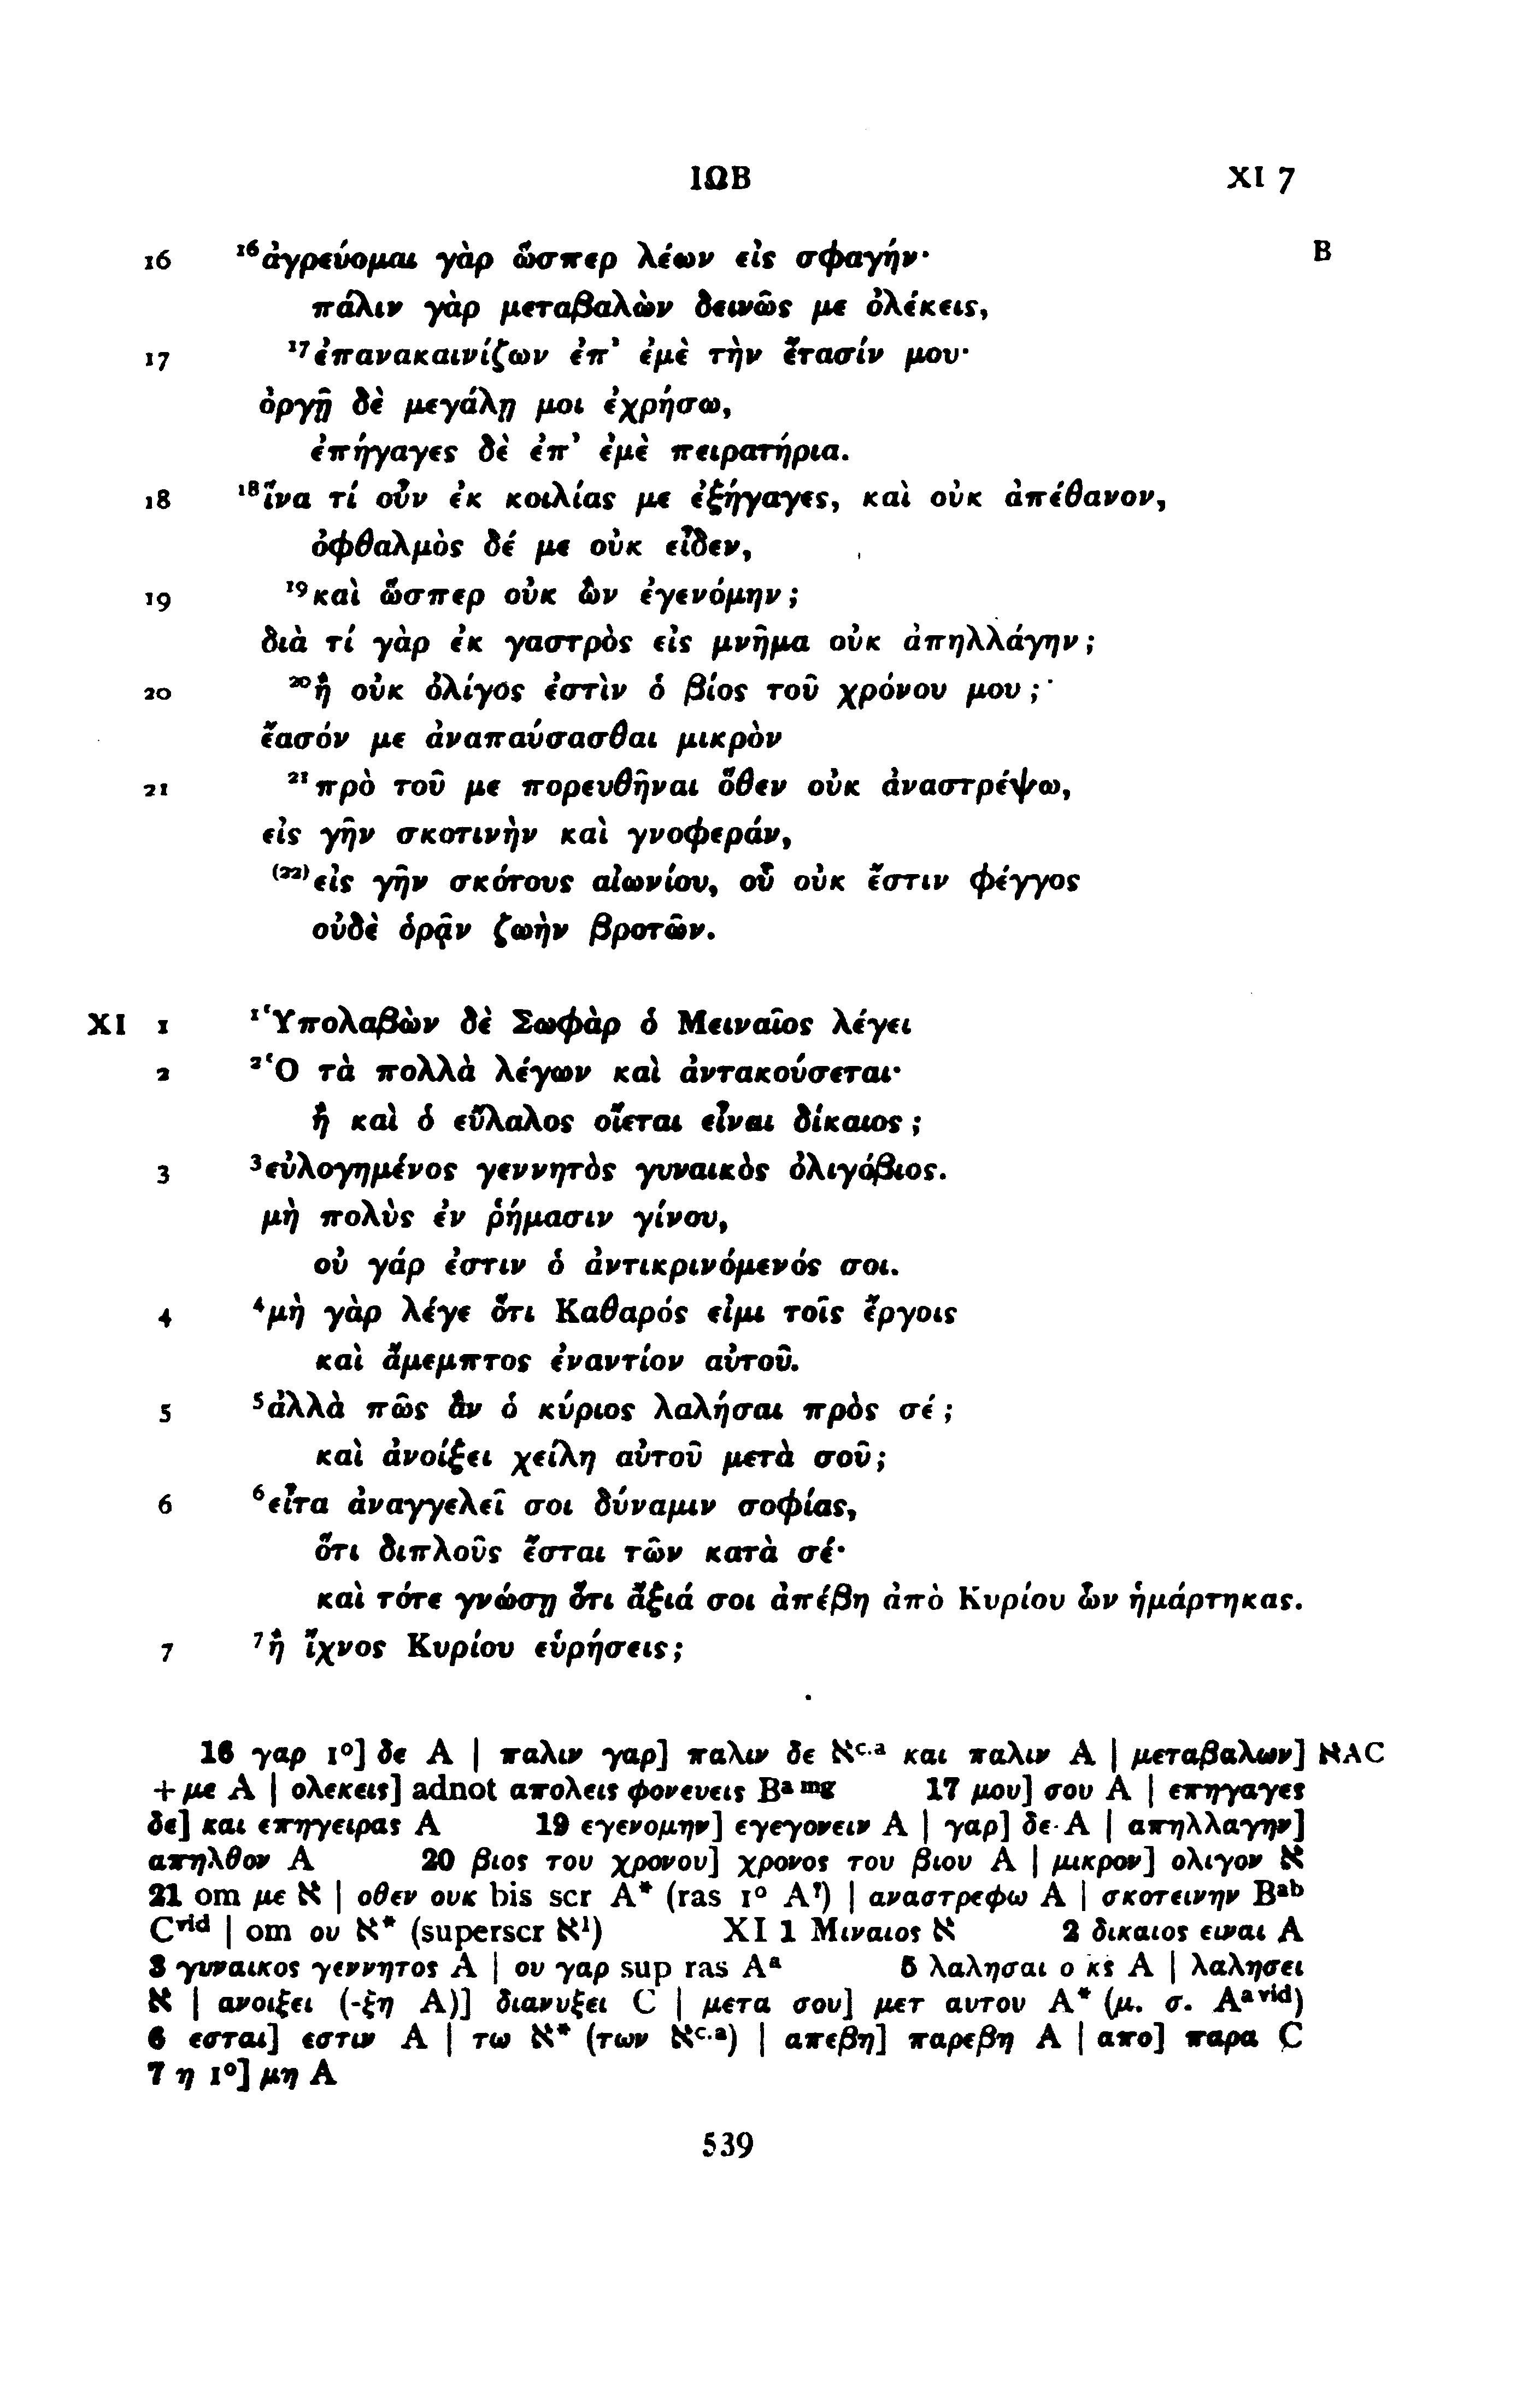 ΙΩΒ XI 7
16 ¹⁶ἀγρεύομαι γὰρ ὥσπερ λέων εἰς σφαγήν· B
πάλιν γὰρ μεταβαλὼν δεινῶς με ὀλέκεις,
17 ¹⁷ἐπανακαινίζων ἐπ’ ἐμὲ τὴν ἔτασίν μου·
ὀργῇ δὲ μεγάλῃ μοι ἐχρήσω,
ἐπήγαγες δὲ ἐπ’ ἐμὲ πειρατήρια.
18 ¹⁸ἵνα τί οὖν ἐκ κοιλίας με ἐξήγαγες, καὶ οὐκ ἀπέθανον,
ὀφθαλμὸς δέ με οὐκ εἶδεν,
19 ¹⁹καὶ ὥσπερ οὐκ ὢν ἐγενόμην;
διὰ τί γὰρ ἐκ γαστρὸς εἰς μνῆμα οὐκ ἀπηλλάγην;
20 ²⁰ἢ οὐκ ὀλίγος ἐστὶν ὁ βίος τοῦ χρόνου μου;
ἔασόν με ἀναπαύσασθαι μικρὸν
21 ²¹πρὸ τοῦ με πορευθῆναι ὅθεν οὐκ ἀναστρέψω,
εἰς γῆν σκοτινὴν καὶ γνοφεράν,
⁽²²⁾εἰς γῆν σκότους αἰωνίου, οὗ οὐκ ἔστιν φέγγος
οὐδὲ ὁρᾷν ζωὴν βροτῶν.
XI 1 ¹Ὑπολαβὼν δὲ Σωφὰρ ὁ Μειναῖος λέγει
2 ²Ὁ τὰ πολλὰ λέγων καὶ ἀντακούσεται·
ἢ καὶ ὁ εὔλαλος οἴεται εἶναι δίκαιος;
3 ³εὐλογημένος γεννητὸς γυναικὸς ὀλιγόβιος.
μὴ πολὺς ἐν ῥήμασιν γίνου,
οὐ γάρ ἐστιν ὁ ἀντικρινόμενός σοι.
4 ⁴μὴ γὰρ λέγε ὅτι Καθαρός εἰμι τοῖς ἔργοις
καὶ ἄμεμπτος ἐναντίον αὐτοῦ.
5 ⁵ἀλλὰ πῶς ἂν ὁ κύριος λαλήσαι πρὸς σέ;
καὶ ἀνοίξει χείλη αὐτοῦ μετὰ σοῦ;
6 ⁶εἶτα ἀναγγελεῖ σοι δύναμιν σοφίας,
ὅτι διπλοῦς ἔσται τῶν κατὰ σέ·
καὶ τότε γνώσῃ ὅτι ἄξιά σοι ἀπέβη ἀπὸ Κυρίου ὧν ἡμάρτηκας.
7 ⁷ἢ ἴχνος Κυρίου εὑρήσεις;
16 γαρ 1°] δε A | παλιν γαρ] παλιν δε ℵᶜ·ᵃ και παλιν A | μεταβαλων] ℵAC
+με A | ολεκεις] adnot απολεις φονευεις Bᵃ ᵐᵍ 17 μου] σου A | επηγαγες
δε] και επηγειρας A 19 εγενομην] εγεγονειν A | γαρ] δε A | απηλλαγην]
απηλθον A 20 βιος του χρονου] χρονος του βιου A | μικρον] ολιγον ℵ
21 om με ℵ | οθεν ουκ bis scr A* (ras 1° A’) | αναστρεφω A | σκοτεινην Bᵃᵇ
Cᵛⁱᵈ | om ου ℵ* (superscr ℵ¹) XI 1 Μιναιος ℵ 2 δικαιος ειναι A
3 γυναικος γεννητος A | ου γαρ sup ras Aᵃ 5 λαλησαι ο κς A | λαλησει
ℵ | ανοιξει (-ξη A)] διανυξει C | μετα σου] μετ αυτου A* (μ. σ. Aᵃ ᵛⁱᵈ)
6 εσται] εστιν A | τω ℵ* (των ℵᶜ·ᵃ) | απεβη] παρεβη A | απο] παρα C
7 η 1°] μη A
539